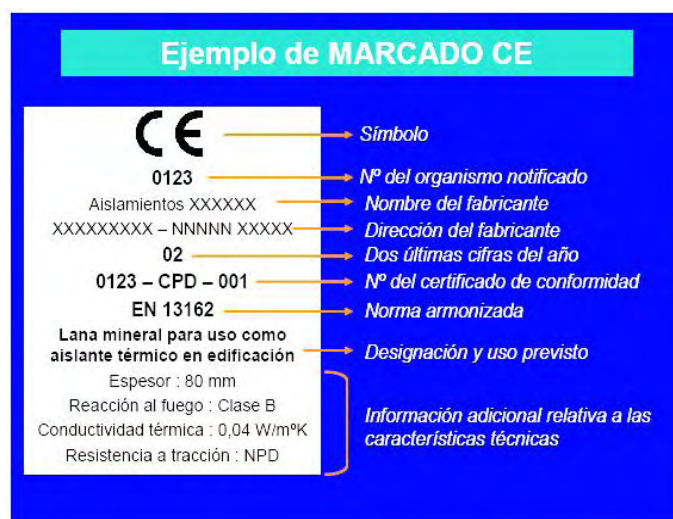 Ejemplo de MARCADO CE
CE
Símbolo
0123
Nº del organismo notificado
Aislamientos XXXXXX
Nombre del fabricante
XXXXXXXXX – NNNNN XXXXX
Dirección del fabricante
02
Dos últimas cifras del año
0123 – CPD – 001
Nº del certificado de conformidad
EN 13162
Norma armonizada
Lana mineral para uso como
aislante térmico en edificación
Designación y uso previsto
Espesor : 80 mm
Reacción al fuego : Clase B
Conductividad térmica : 0,04 W/mºK
Resistencia a tracción : NPD
Información adicional relativa a las
características técnicas